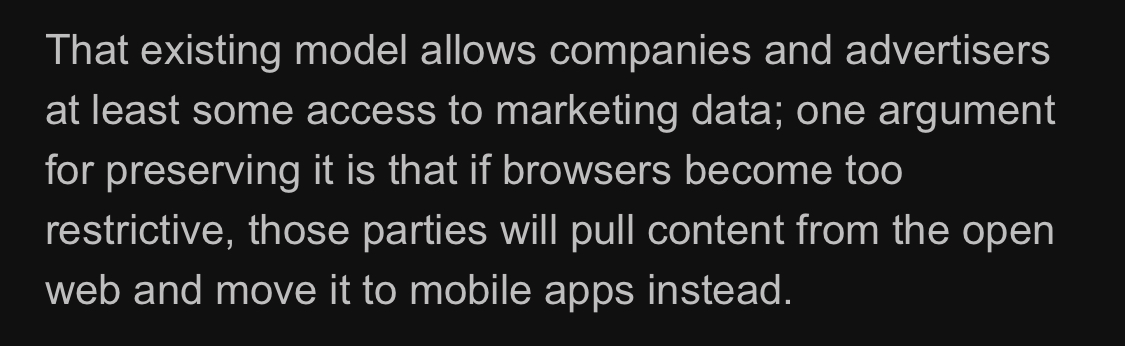 That existing model allows companies and advertisers
at least some access to marketing data; one argument
for preserving it is that if browsers become too
restrictive, those parties will pull content from the open
web and move it to mobile apps instead.